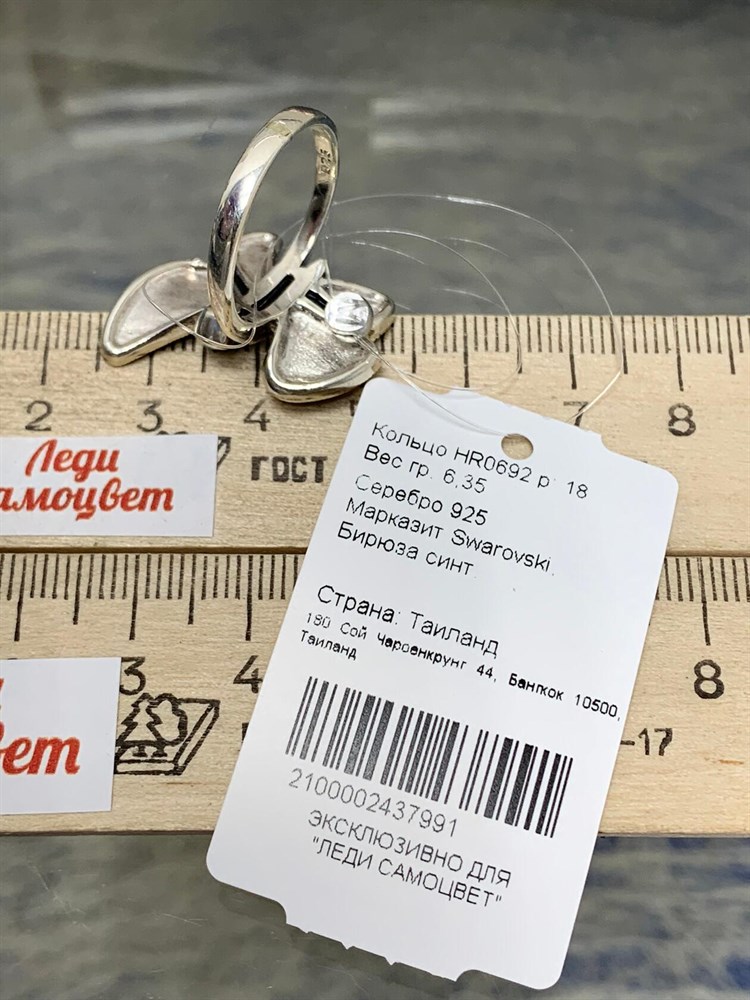 925
2 3 4 7 8
Леди
амоцвет
ГОСТ
Кольцо HR0692 р. 18
Вес гр. 6,35
Серебро 925
Марказит Swarovski,
Бирюза синт.
Страна: Таиланд
180 Сой Чароенкрунг 44, Бангкок 10500,
Таиланд
2100002437991
ЭКСКЛЮЗИВНО ДЛЯ
"ЛЕДИ САМОЦВЕТ"
3 4 8
вет
-17